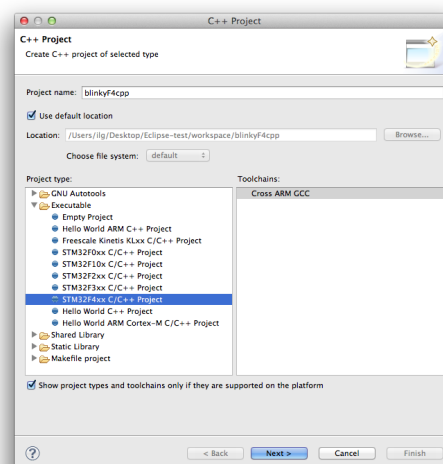 C++ Project
C++ Project
Create C++ project of selected type
Project name: blinkyF4cpp
Use default location
Location: /Users/ilg/Desktop/Eclipse-test/workspace/blinkyF4cpp Browse...
Choose file system: default
Project type: Toolchains:
GNU Autotools Cross ARM GCC
Executable
Empty Project
Hello World ARM C++ Project
Freescale Kinetis KLxx C/C++ Project
STM32F0xx C/C++ Project
STM32F10x C/C++ Project
STM32F2xx C/C++ Project
STM32F3xx C/C++ Project
STM32F4xx C/C++ Project
Hello World C++ Project
Hello World ARM Cortex-M C/C++ Project
Shared Library
Static Library
Makefile project
Show project types and toolchains only if they are supported on the platform
? < Back Next > Cancel Finish